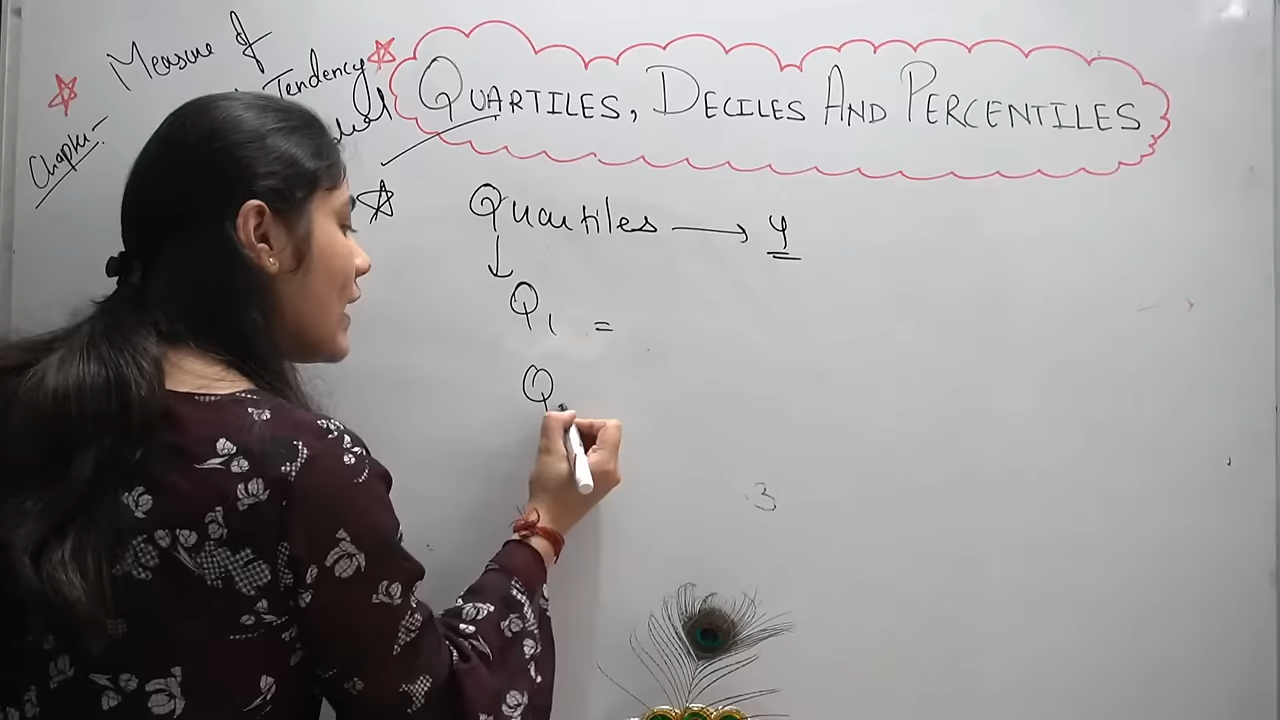 Measure of
Tendency
Chapter:-
QUARTILES, DECILES AND PERCENTILES
Quartiles → 4
↓
Q1 =
Q
3